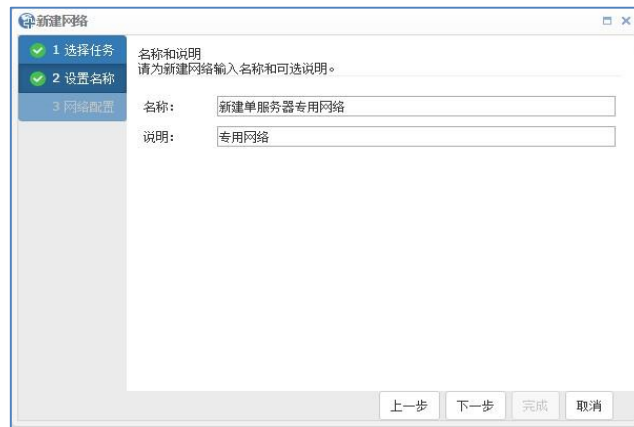 新建网络
1 选择任务
2 设置名称
3 网络配置
名称和说明
请为新建网络输入名称和可选说明。
名称： 新建单服务器专用网络
说明： 专用网络
上一步 下一步 完成 取消